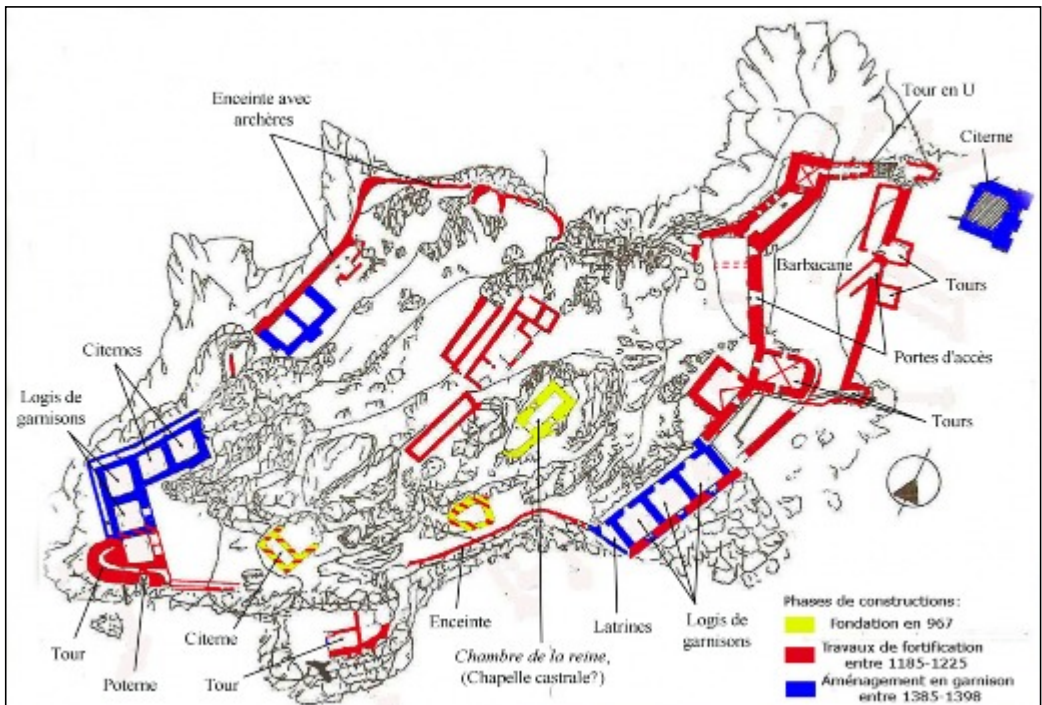 Tour en U
Enceinte avec
archères
Citerne
Barbacane
Tours
Citernes
Portes d'accès
Logis de
garnisons
Tours
Phases de constructions:
Fondation en 967
Enceinte
Latrines
Logis de
garnisons
Travaux de fortification
entre 1185-1225
Tour
Citerne
Chambre de la reine,
(Chapelle castrale?)
Poterne
Tour
Aménagement en garnison
entre 1385-1398